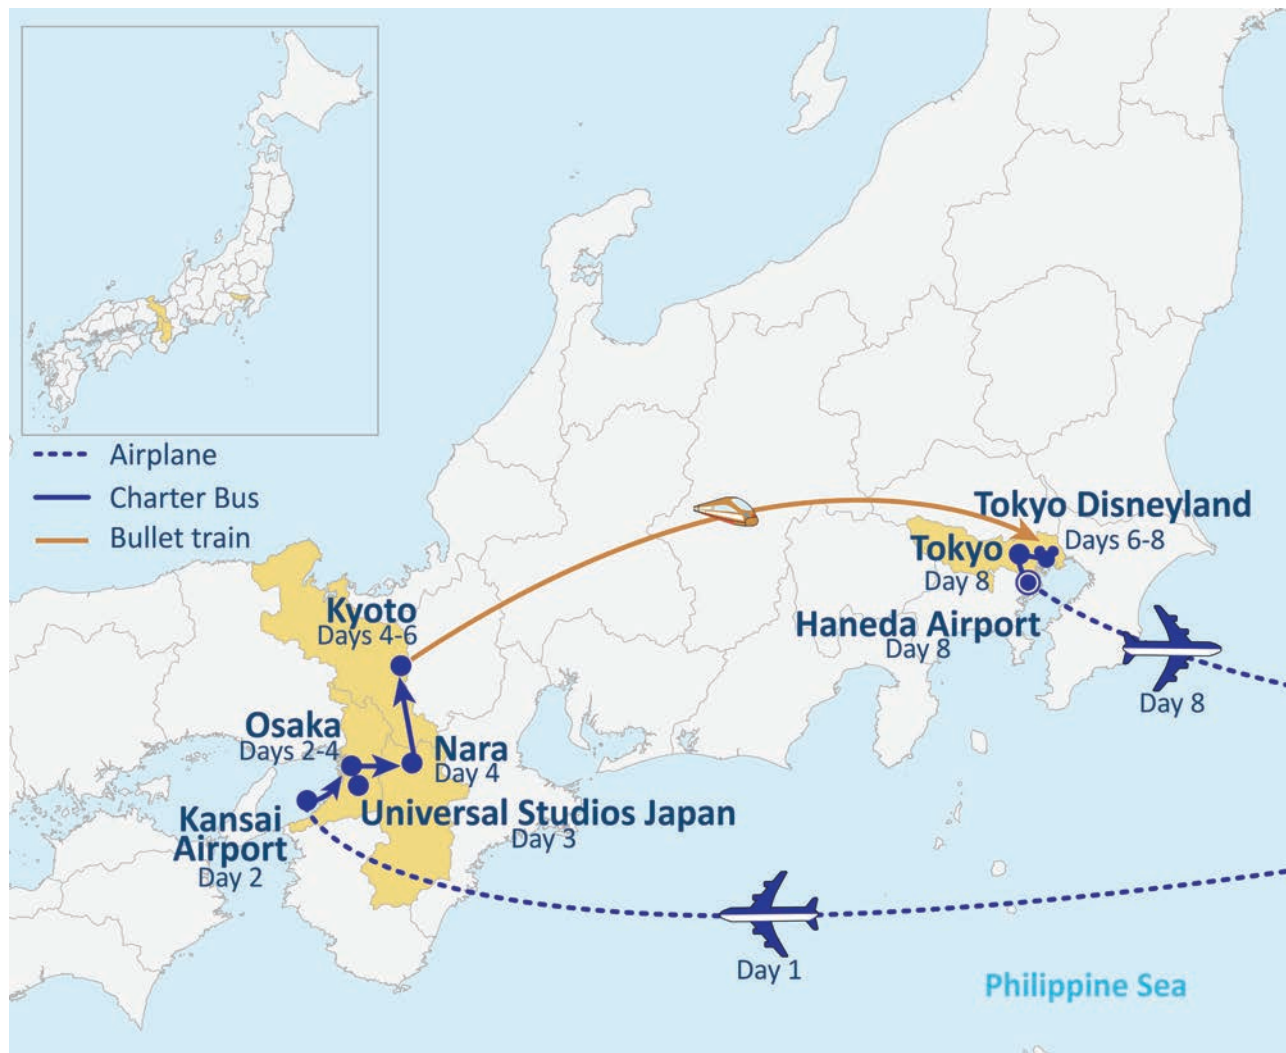 Airplane
Charter Bus
Bullet train
Tokyo Disneyland
Days 6-8
Tokyo
Day 8
Haneda Airport
Day 8
Day 8
Kyoto
Days 4-6
Osaka
Days 2-4
Nara
Day 4
Universal Studios Japan
Day 3
Kansai
Airport
Day 2
Day 1
Philippine Sea